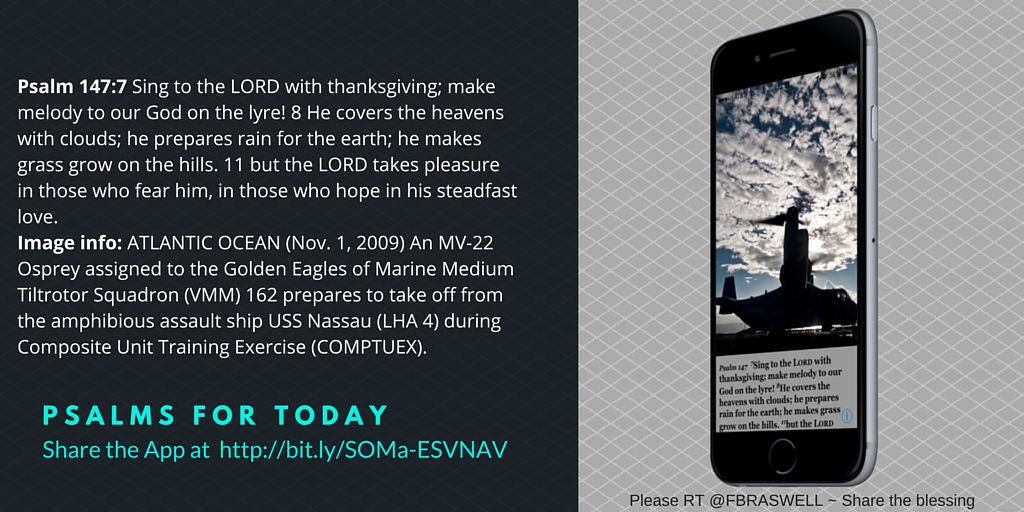 Psalm 147:7 Sing to the LORD with thanksgiving; make
melody to our God on the lyre! 8 He covers the heavens
with clouds; he prepares rain for the earth; he makes
grass grow on the hills. 11 but the LORD takes pleasure
in those who fear him, in those who hope in his steadfast
love.
Image info: ATLANTIC OCEAN (Nov. 1, 2009) An MV-22
Osprey assigned to the Golden Eagles of Marine Medium
Tiltrotor Squadron (VMM) 162 prepares to take off from
the amphibious assault ship USS Nassau (LHA 4) during
Composite Unit Training Exercise (COMPTUEX).
PSALMS FOR TODAY
Share the App at http://bit.ly/SOMa-ESVNAV
Psalm 147 7Sing to the LORD with
thanksgiving; make melody to our
God on the lyre! 8He covers the
heavens with clouds; he prepares
rain for the earth; he makes grass
grow on the hills. 11but the LORD
Please RT @FBRASWELL ~ Share the blessing